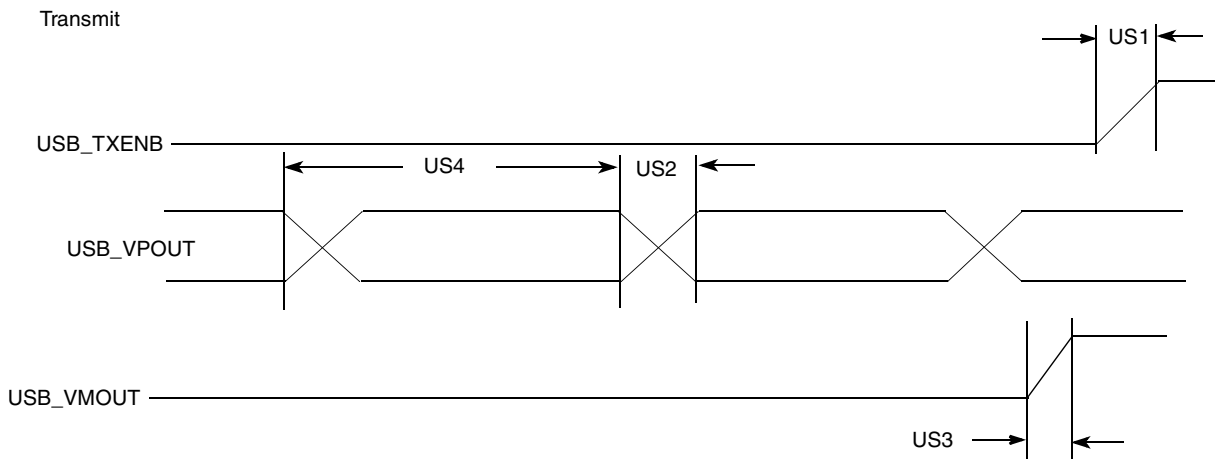 Transmit
US1
USB_TXENB
US4
US2
USB_VPOUT
USB_VMOUT
US3